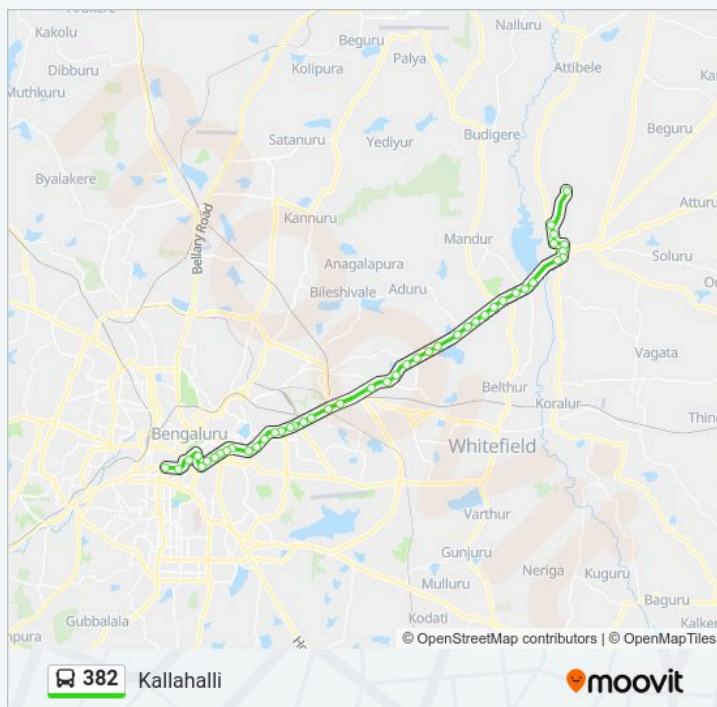 Kakolu
Dibburu
Muthkuru
Byalakere
Beguru
Kolipura
Palya
Nalluru
Attibele
Satanuru
Yediyur
Budigere
Beguru
Bellary Road
Kannuru
Mandur
Atturu
Soluru
Anagalapura
Bileshivale
Aduru
Vagata
Belthur
Koralur
Bengaluru
Whitefield
Varthur
Gunjuru
Mulluru
Neriga
Kuguru
Baguru
Gubbalala
Kodati
© OpenStreetMap contributors | © OpenMapTiles
382 Kallahalli
moovit